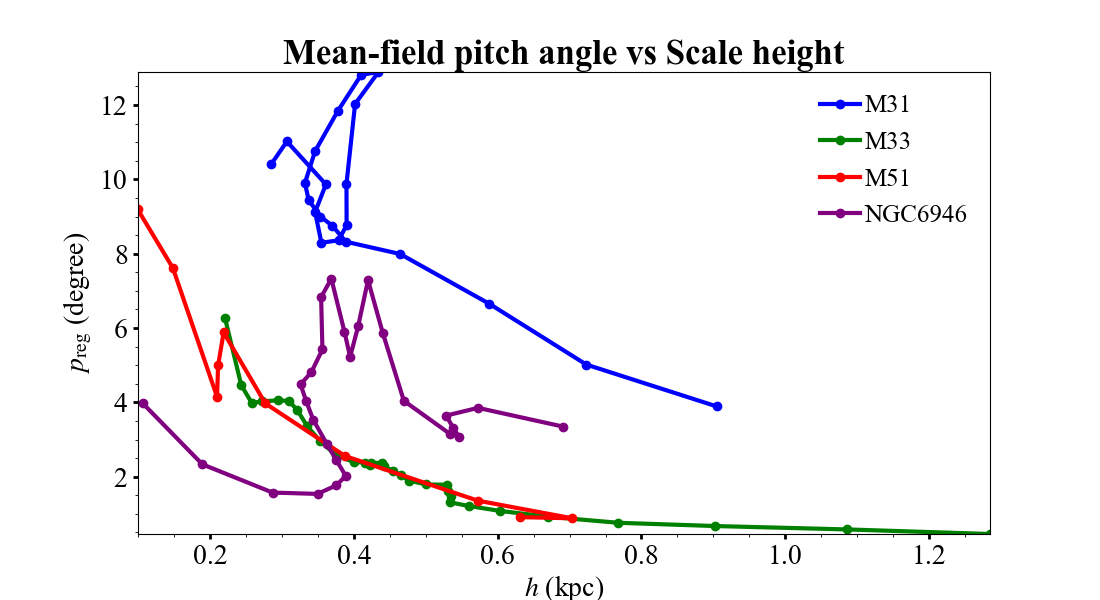 Mean-field pitch angle vs Scale height
12
10
8
6
4
2
p_reg (degree)
M31
M33
M51
NGC6946
0.2 0.4 0.6 0.8 1.0 1.2
h (kpc)